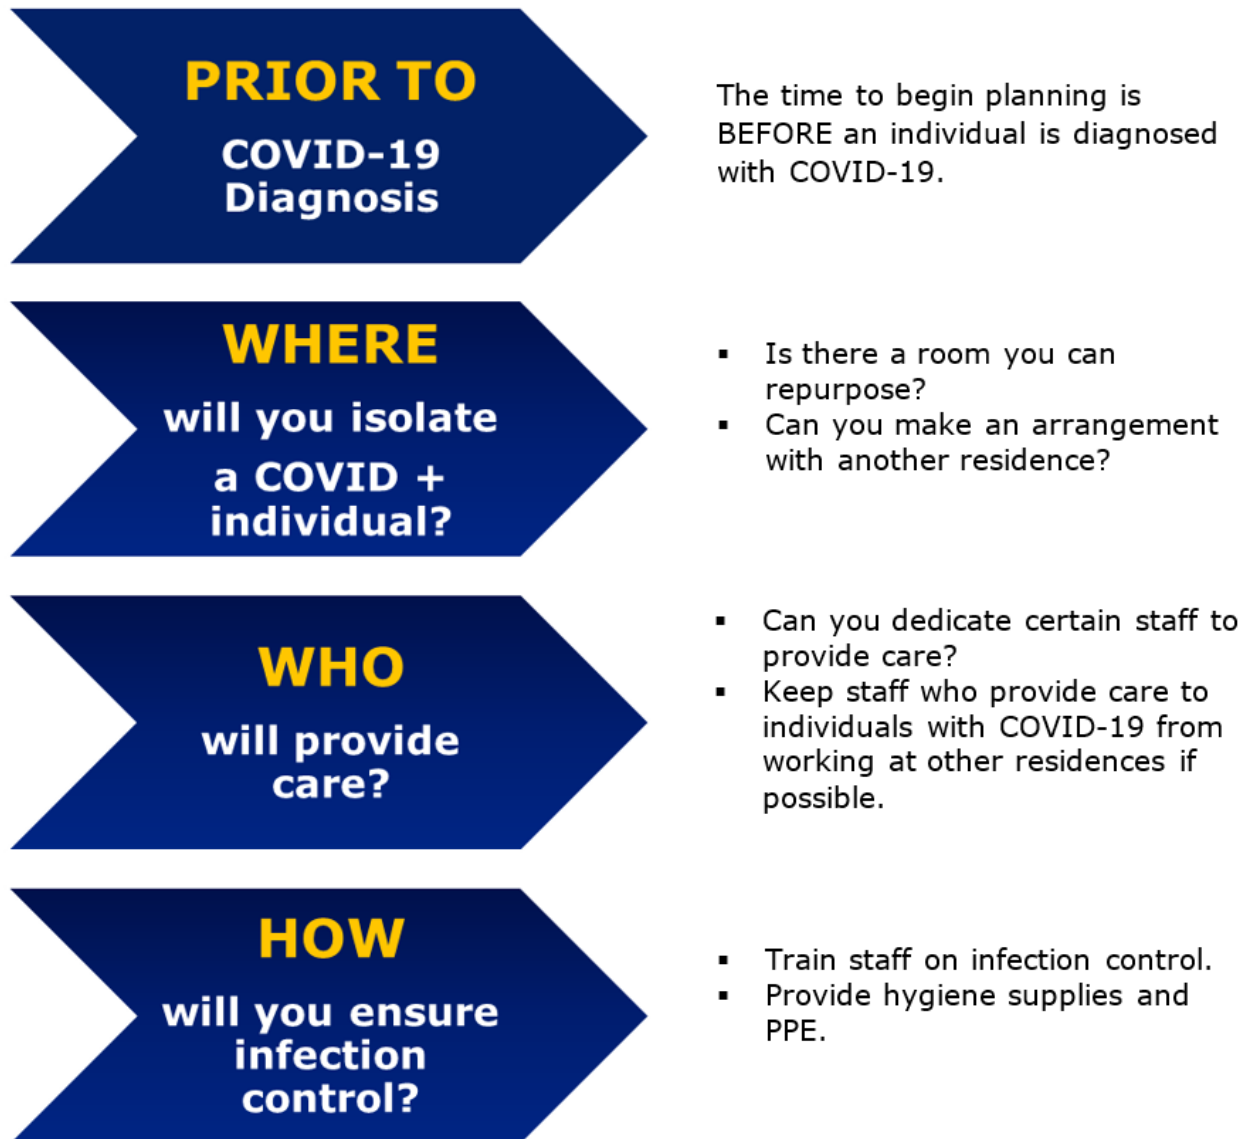 PRIOR TO
COVID-19
Diagnosis
The time to begin planning is
BEFORE an individual is diagnosed
with COVID-19.
WHERE
will you isolate
a COVID +
individual?
▪ Is there a room you can
repurpose?
▪ Can you make an arrangement
with another residence?
WHO
will provide
care?
▪ Can you dedicate certain staff to
provide care?
▪ Keep staff who provide care to
individuals with COVID-19 from
working at other residences if
possible.
HOW
will you ensure
infection
control?
▪ Train staff on infection control.
▪ Provide hygiene supplies and
PPE.